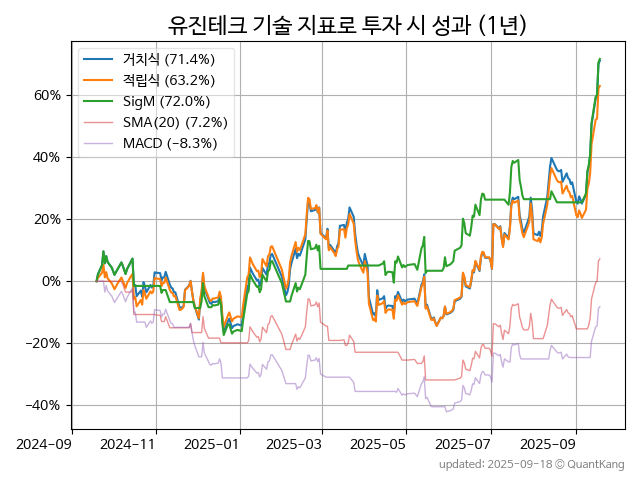 유진테크 기술 지표로 투자 시 성과 (1년)
거치식 (71.4%)
적립식 (63.2%)
SigM (72.0%)
SMA(20) (7.2%)
MACD (−8.3%)
60%
40%
20%
0%
−20%
−40%
2024-09 2024-11 2025-01 2025-03 2025-05 2025-07 2025-09
updated: 2025-09-18 © QuantKang